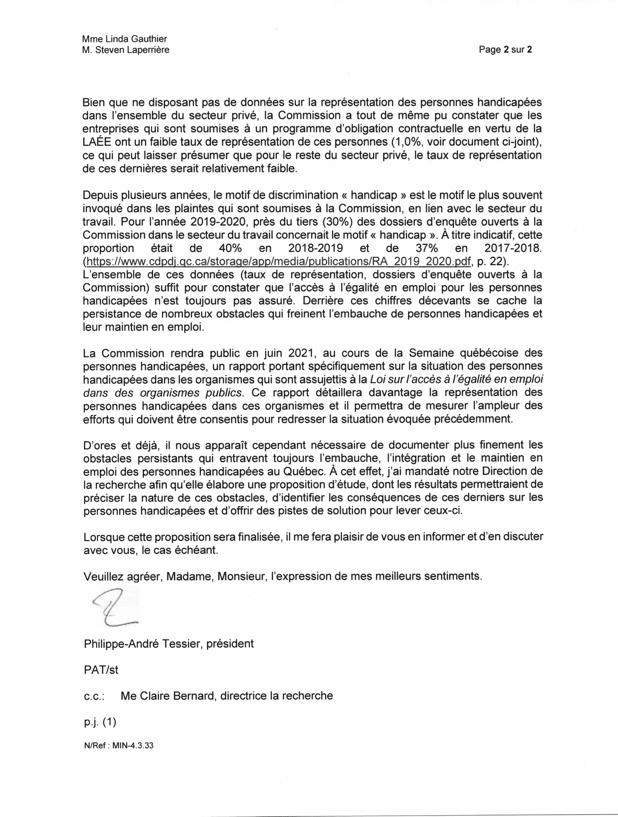 Mme Linda Gauthier
M. Steven Laperrière
Page 2 sur 2
Bien que ne disposant pas de données sur la représentation des personnes handicapées
dans l'ensemble du secteur privé, la Commission a tout de même pu constater que les
entreprises qui sont soumises à un programme d'obligation contractuelle en vertu de la
LAÉE ont un faible taux de représentation de ces personnes (1,0%, voir document ci-joint),
ce qui peut laisser présumer que pour le reste du secteur privé, le taux de représentation
de ces dernières serait relativement faible.
Depuis plusieurs années, le motif de discrimination « handicap » est le motif le plus souvent
invoqué dans les plaintes qui sont soumises à la Commission, en lien avec le secteur du
travail. Pour l'année 2019-2020, près du tiers (30%) des dossiers d'enquête ouverts à la
Commission dans le secteur du travail concernait le motif « handicap ». À titre indicatif, cette
proportion était de 40% en 2018-2019 et de 37% en 2017-2018.
(https://www.cdpdj.qc.ca/storage/app/media/publications/RA_2019_2020.pdf, p. 22).
L'ensemble de ces données (taux de représentation, dossiers d'enquête ouverts à la
Commission) suffit pour constater que l'accès à l'égalité en emploi pour les personnes
handicapées n'est toujours pas assuré. Derrière ces chiffres décevants se cache la
persistance de nombreux obstacles qui freinent l'embauche de personnes handicapées et
leur maintien en emploi.
La Commission rendra public en juin 2021, au cours de la Semaine québécoise des
personnes handicapées, un rapport portant spécifiquement sur la situation des personnes
handicapées dans les organismes qui sont assujettis à la Loi sur l'accès à l'égalité en emploi
dans des organismes publics. Ce rapport détaillera davantage la représentation des
personnes handicapées dans ces organismes et il permettra de mesurer l'ampleur des
efforts qui doivent être consentis pour redresser la situation évoquée précédemment.
D'ores et déjà, il nous apparaît cependant nécessaire de documenter plus finement les
obstacles persistants qui entravent toujours l'embauche, l'intégration et le maintien en
emploi des personnes handicapées au Québec. À cet effet, j'ai mandaté notre Direction de
la recherche afin qu'elle élabore une proposition d'étude, dont les résultats permettraient de
préciser la nature de ces obstacles, d'identifier les conséquences de ces derniers sur les
personnes handicapées et d'offrir des pistes de solution pour lever ceux-ci.
Lorsque cette proposition sera finalisée, il me fera plaisir de vous en informer et d'en discuter
avec vous, le cas échéant.
Veuillez agréer, Madame, Monsieur, l'expression de mes meilleurs sentiments.
Philippe-André Tessier, président
PAT/st
c.c.: Me Claire Bernard, directrice la recherche
p.j. (1)
N/Ref : MIN-4.3.33